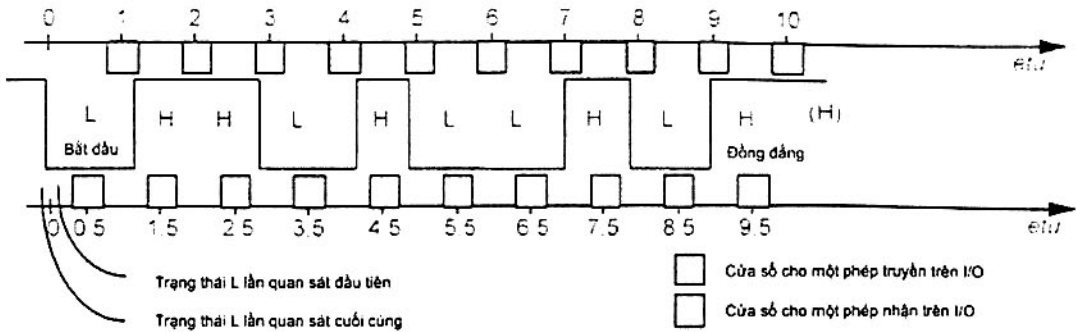 0 1 2 3 4 5 6 7 8 9 10
etu
L H H L H L L H L H (H)
Bắt đầu Đồng đẳng
0 0.5 1.5 2.5 3.5 4.5 5.5 6.5 7.5 8.5 9.5
etu
Trạng thái L lần quan sát đầu tiên
Cửa sổ cho một phép truyền trên I/O
Trạng thái L lần quan sát cuối cùng
Cửa sổ cho một phép nhận trên I/O